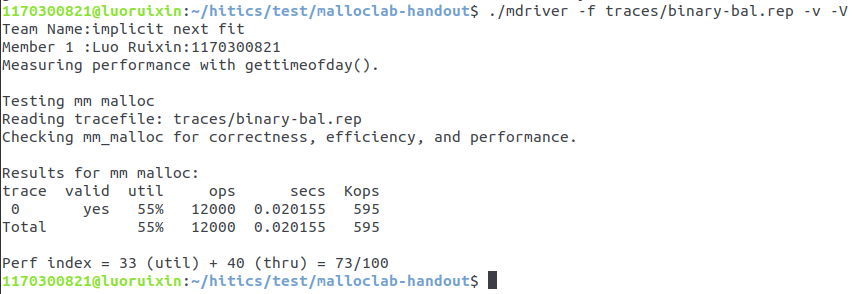 1170300821@luoruixin:~/hitics/test/malloclab-handout$ ./mdriver -f traces/binary-bal.rep -v -V
Team Name:implicit next fit
Member 1 :Luo Ruixin:1170300821
Measuring performance with gettimeofday().
Testing mm malloc
Reading tracefile: traces/binary-bal.rep
Checking mm_malloc for correctness, efficiency, and performance.
Results for mm malloc:
trace  valid  util     ops      secs  Kops
 0       yes   55%   12000  0.020155   595
Total          55%   12000  0.020155   595
Perf index = 33 (util) + 40 (thru) = 73/100
1170300821@luoruixin:~/hitics/test/malloclab-handout$